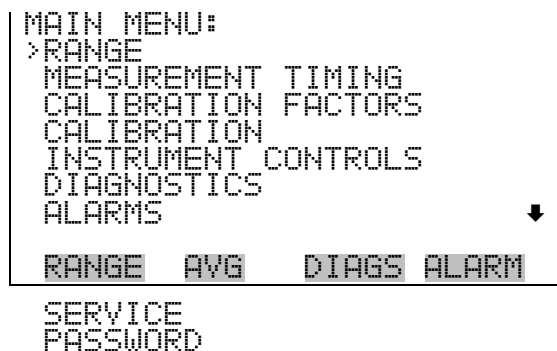 MAIN MENU:
>RANGE
MEASUREMENT TIMING
CALIBRATION FACTORS
CALIBRATION
INSTRUMENT CONTROLS
DIAGNOSTICS
ALARMS
RANGE AVG DIAGS ALARM
SERVICE
PASSWORD